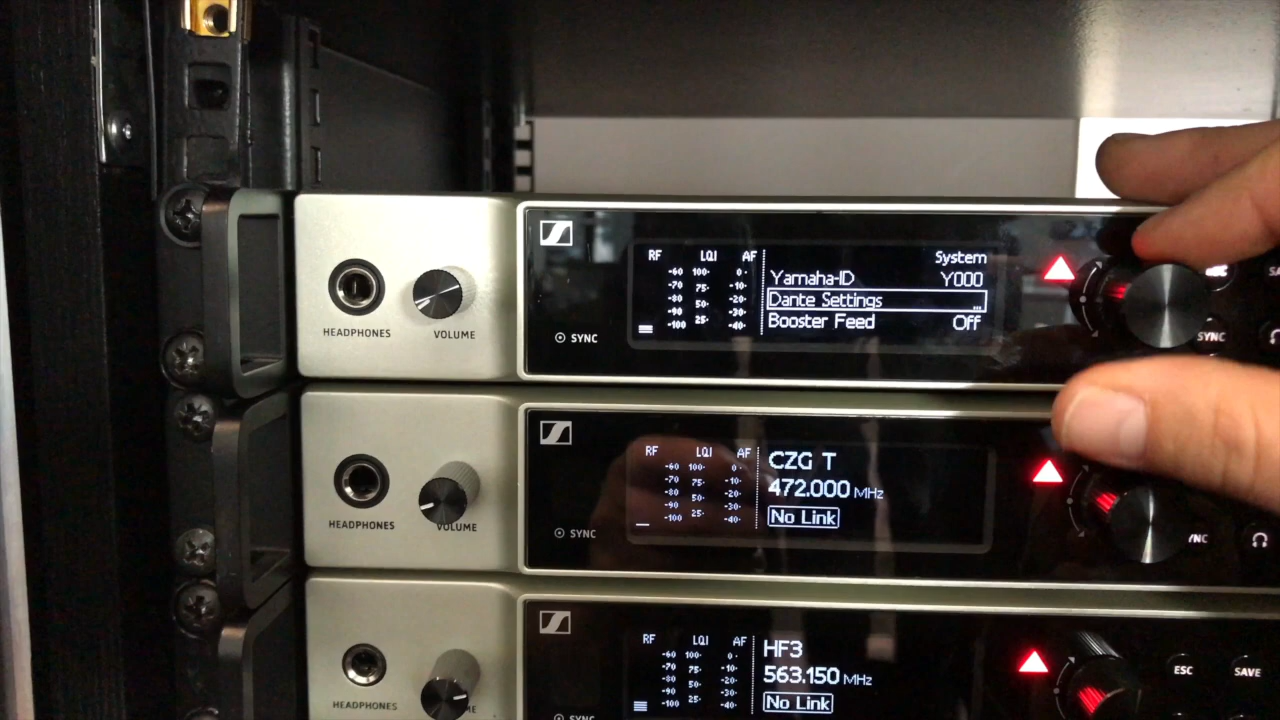 RF LQI AF
-60 100- 0-
-70 75- -10-
-80 50- -20-
-90 25- -30-
-100 -40-
System
Yamaha-ID Y000
Dante Settings ...
Booster Feed Off
HEADPHONES
VOLUME
SYNC
SYNC
RF LQI AF
-60 100- 0-
-70 75- -10-
-80 50- -20-
-90 25- -30-
-100 -40-
CZG T
472.000 MHz
No Link
HEADPHONES
VOLUME
SYNC
YNC
RF LQI AF
-60 100- 0-
-70 75- -10-
-80 50- -20-
-90 25- -30-
-100 -40-
HF3
563.150 MHz
No Link
ESC
SAVE
HEADPHONES
ME
SYNC